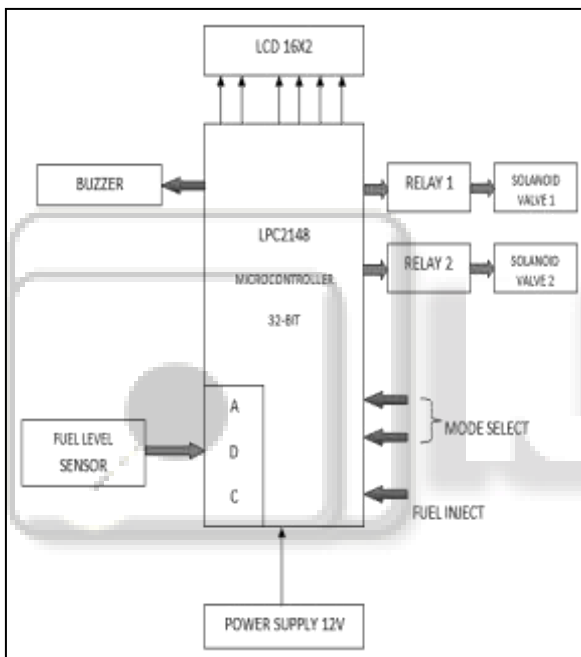 LCD 16X2
BUZZER
RELAY 1
SOLANOID
VALVE 1
LPC2148
MICROCONTROLLER
32-BIT
RELAY 2
SOLANOID
VALVE 2
A
D
C
FUEL LEVEL
SENSOR
MODE SELECT
FUEL INJECT
POWER SUPPLY 12V